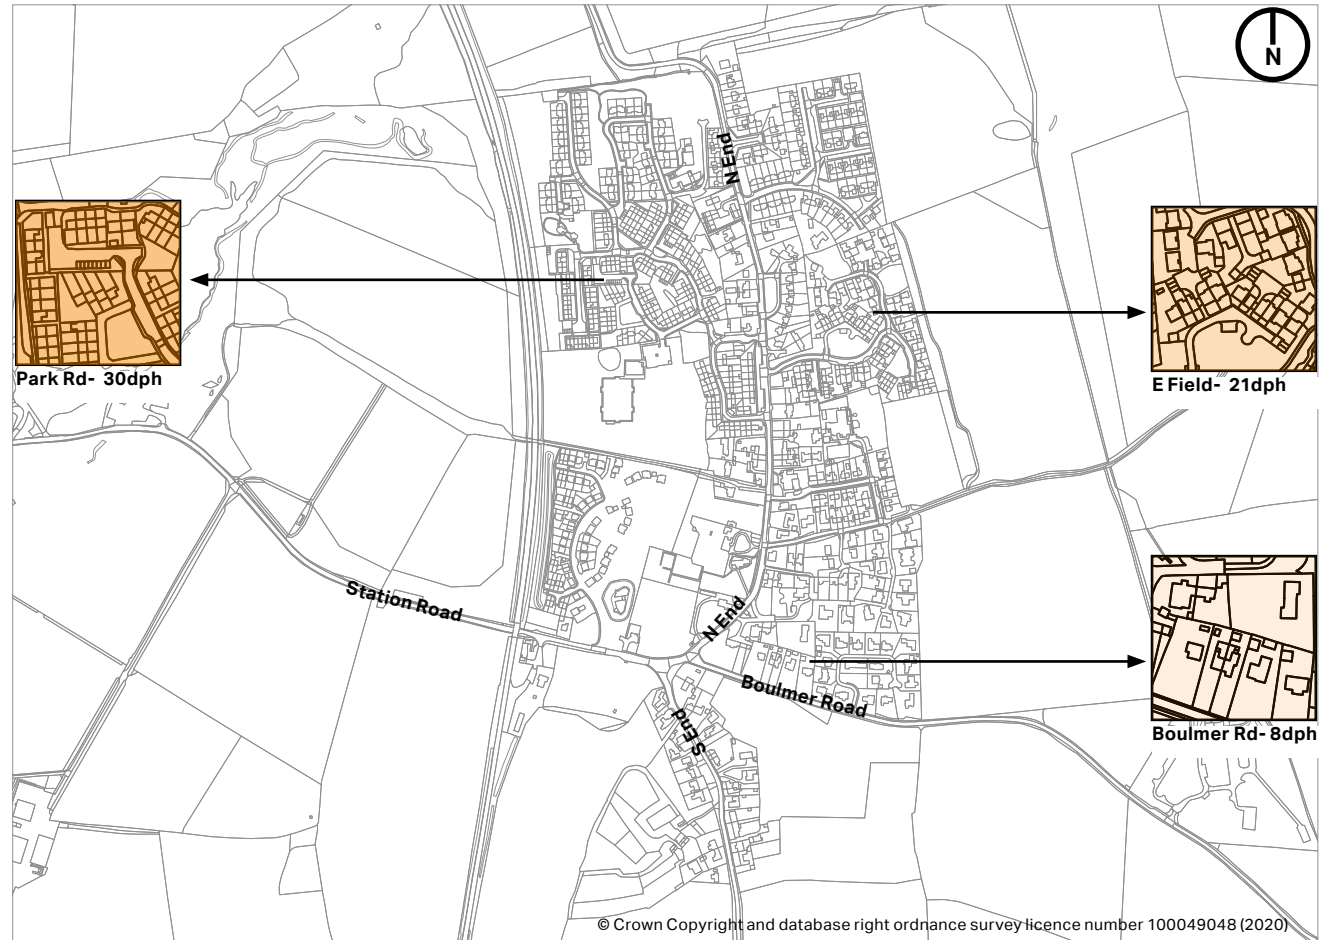 N
N End
Park Rd- 30dph
E Field- 21dph
Station Road
N End
Boulmer Road
S End
Boulmer Rd- 8dph
© Crown Copyright and database right ordnance survey licence number 100049048 (2020)